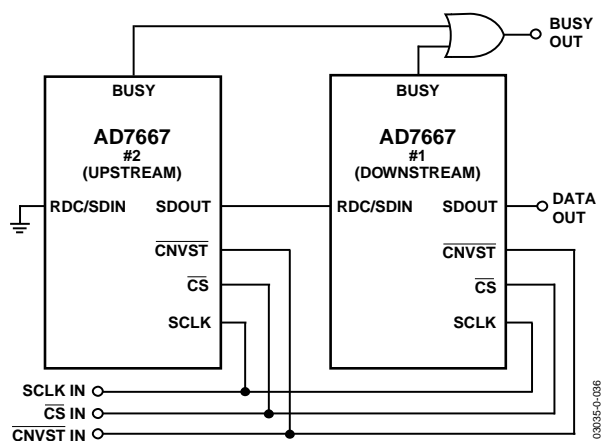 BUSY
OUT
BUSY
BUSY
AD7667
#2
(UPSTREAM)
AD7667
#1
(DOWNSTREAM)
RDC/SDIN
SDOUT
RDC/SDIN
SDOUT
DATA
OUT
CNVST
CNVST
CS
CS
SCLK
SCLK
SCLK IN
CS IN
CNVST IN
03035-0-036